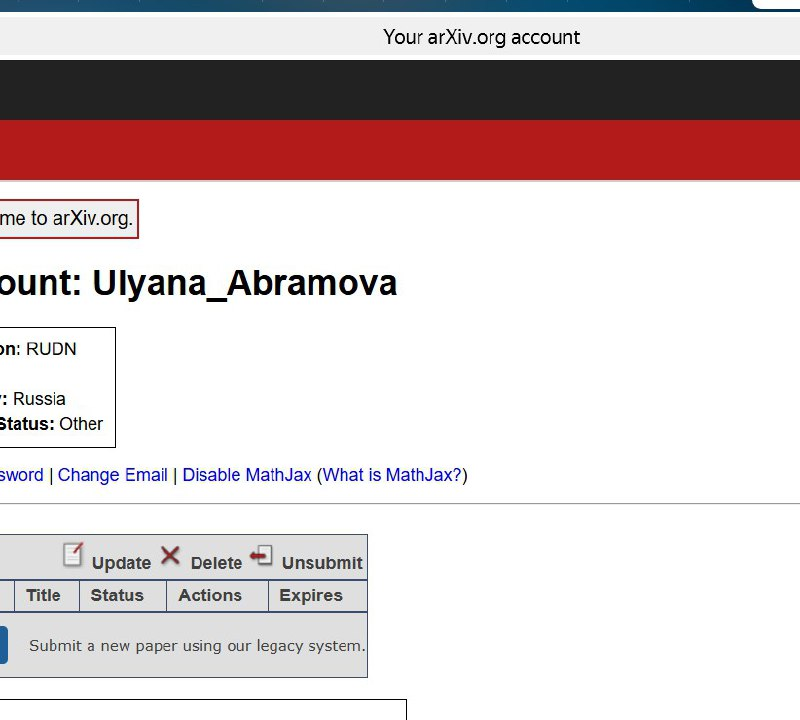 Your arXiv.org account
me to arXiv.org.
ount: Ulyana_Abramova
on: RUDN
: Russia
Status: Other
sword | Change Email | Disable MathJax (What is MathJax?)
Update Delete Unsubmit
Title Status Actions Expires
Submit a new paper using our legacy system.